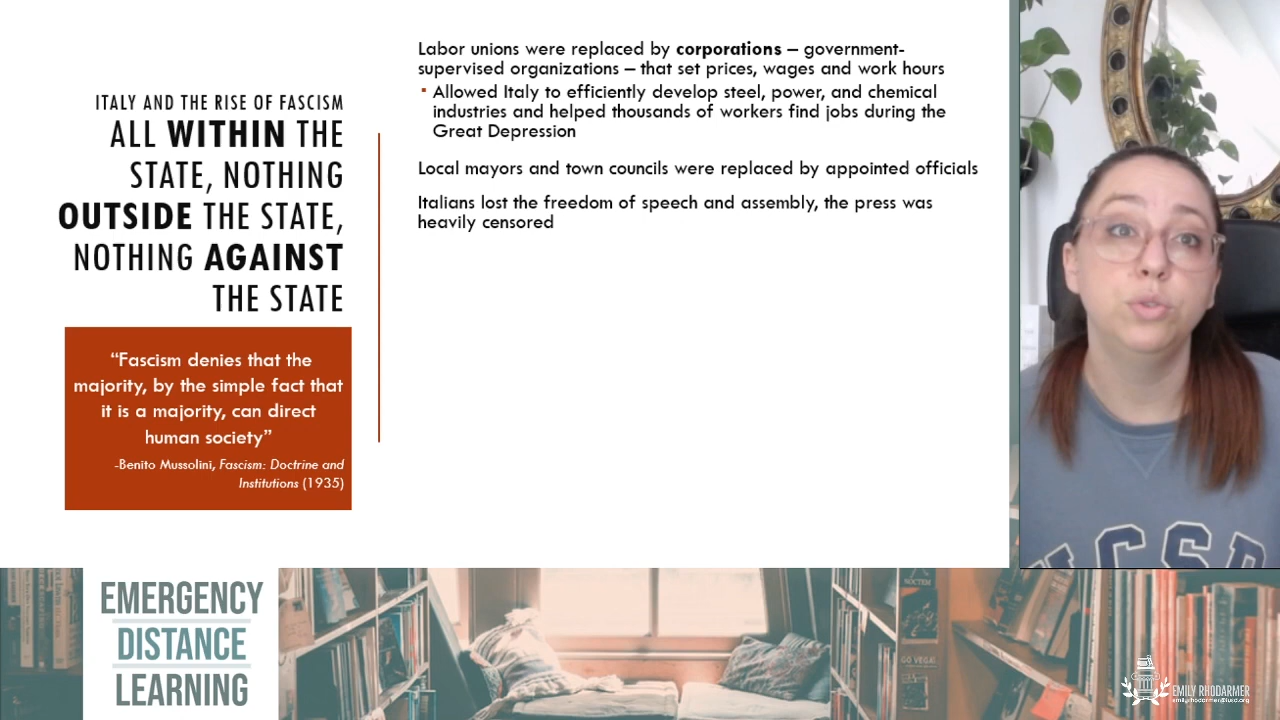 ITALY AND THE RISE OF FASCISM
ALL WITHIN THE
STATE, NOTHING
OUTSIDE THE STATE,
NOTHING AGAINST
THE STATE
“Fascism denies that the
majority, by the simple fact that
it is a majority, can direct
human society”
-Benito Mussolini, Fascism: Doctrine and
Institutions (1935)
Labor unions were replaced by corporations – government-
supervised organizations – that set prices, wages and work hours
▪ Allowed Italy to efficiently develop steel, power, and chemical
industries and helped thousands of workers find jobs during the
Great Depression
Local mayors and town councils were replaced by appointed officials
Italians lost the freedom of speech and assembly, the press was
heavily censored
UCSD
EMERGENCY
DISTANCE
LEARNING
NOCTEM
GO VEGAN
EMILY RHODARMER